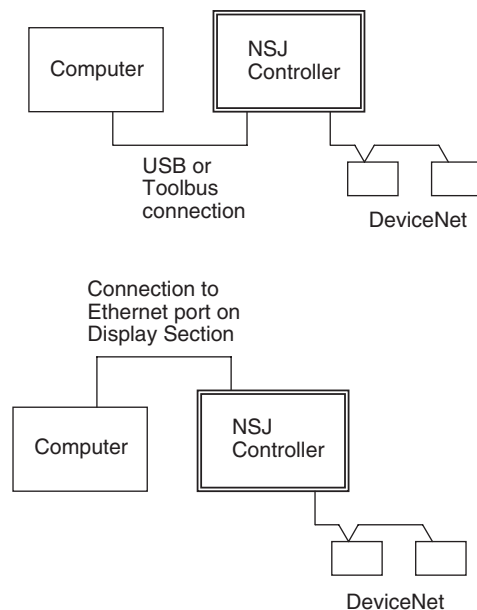 Computer
NSJ
Controller
USB or
Toolbus
connection
DeviceNet
Connection to
Ethernet port on
Display Section
Computer
NSJ
Controller
DeviceNet